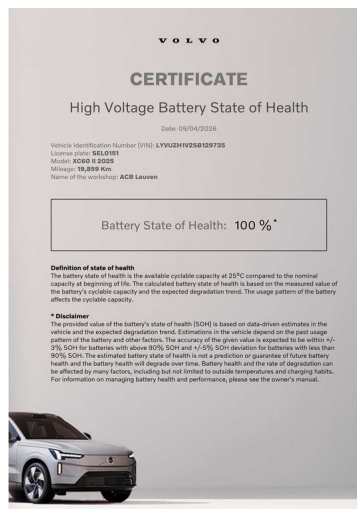 VOLVO
CERTIFICATE
High Voltage Battery State of Health
Date: 09/04/2026
Vehicle Identification Number (VIN): LYVUZH1V2SB129735
License plate: SEL0151
Model: XC60 II 2025
Mileage: 19,859 Km
Name of the workshop: ACB Leuven
Battery State of Health: 100 %*
Definition of state of health
The battery state of health is the available cyclable capacity at 25ºC compared to the nominal
capacity at beginning of life. The calculated battery state of health is based on the measured value of
the battery's cyclable capacity and the expected degradation trend. The usage pattern of the battery
affects the cyclable capacity.
* Disclaimer
The provided value of the battery's state of health (SOH) is based on data-driven estimates in the
vehicle and the expected degradation trend. Estimations in the vehicle depend on the past usage
pattern of the battery and other factors. The accuracy of the given value is expected to be within +/-
3% SOH for batteries with above 90% SOH and +/-5% SOH deviation for batteries with less than
90% SOH. The estimated battery state of health is not a prediction or guarantee of future battery
health and the battery health will degrade over time. Battery health and the rate of degradation can
be affected by many factors, including but not limited to outside temperatures and charging habits.
For information on managing battery health and performance, please see the owner's manual.